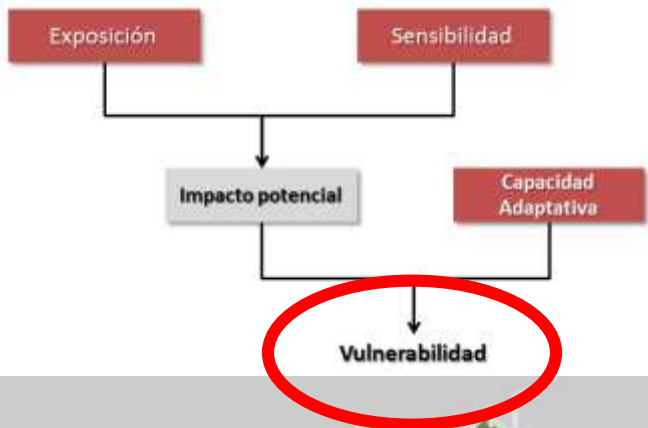 Exposición
Sensibilidad
Impacto potencial
Capacidad
Adaptativa
Vulnerabilidad